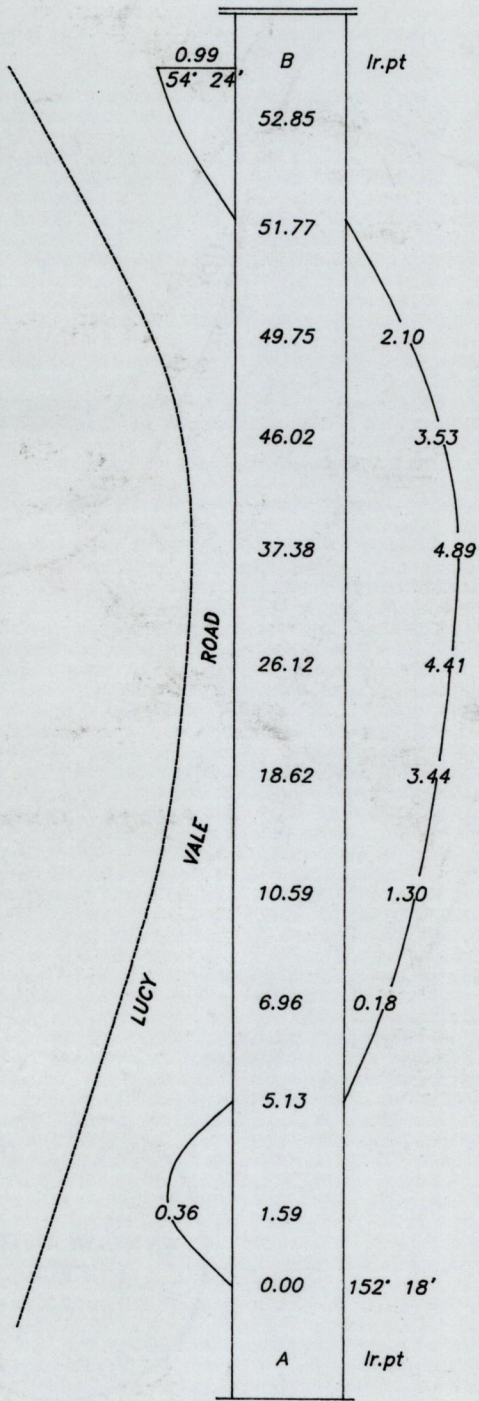 0.99 B Ir.pt
54° 24'
52.85
51.77
49.75 2.10
46.02 3.53
37.38 4.89
ROAD
26.12 4.41
18.62 3.44
VALE
10.59 1.30
LUCY
6.96 0.18
5.13
0.36 1.59
0.00 152° 18'
A Ir.pt